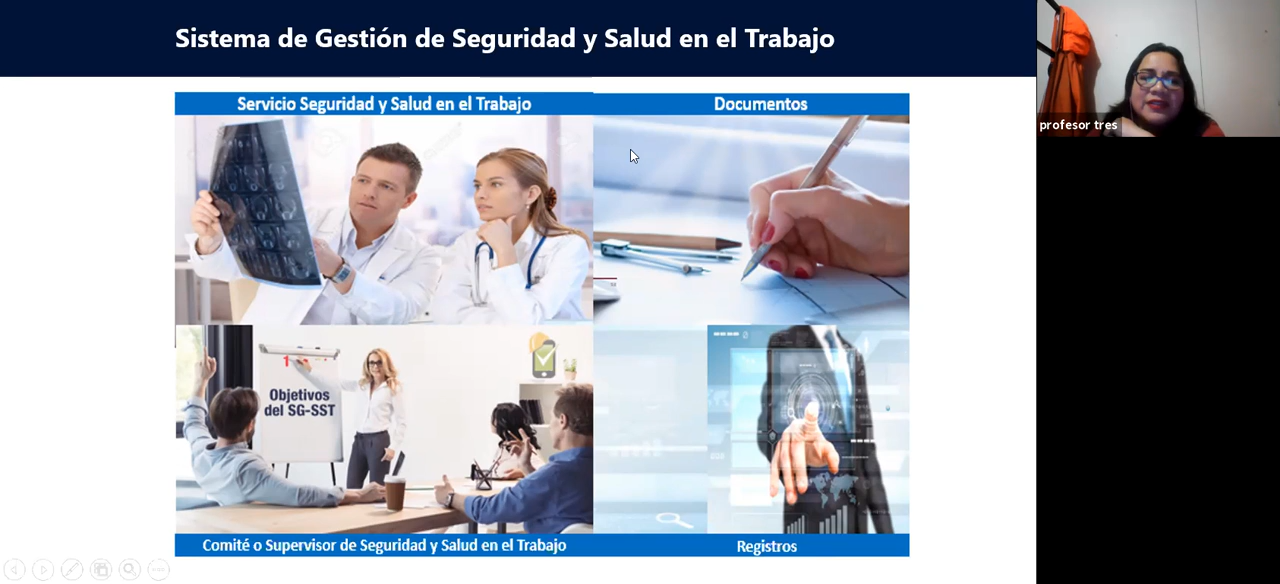 Sistema de Gestión de Seguridad y Salud en el Trabajo
Servicio Seguridad y Salud en el Trabajo
Documentos
profesor tres
1
Objetivos
del SG-SST
Comité o Supervisor de Seguridad y Salud en el Trabajo
Registros